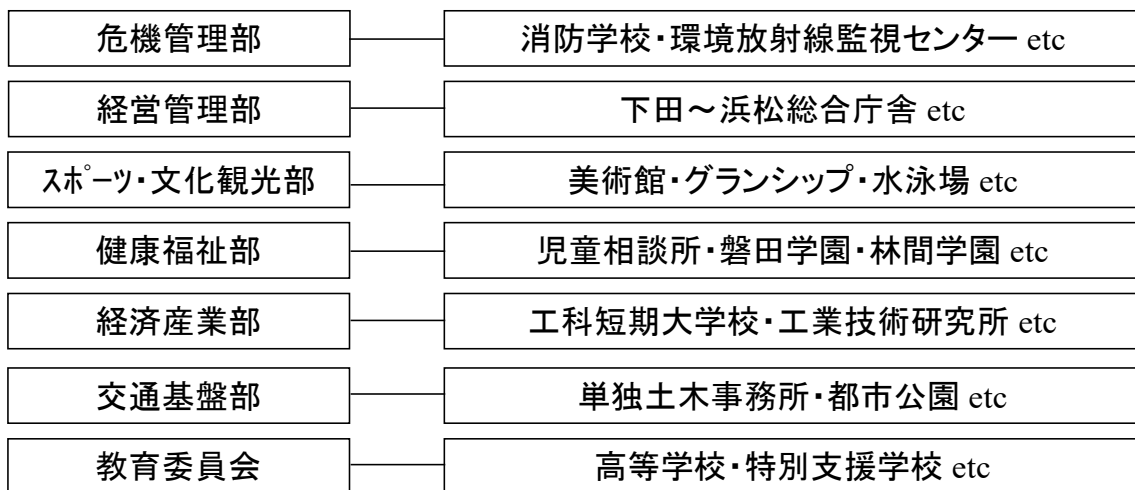 危機管理部 消防学校・環境放射線監視センター etc
経営管理部 下田～浜松総合庁舎 etc
スポーツ・文化観光部 美術館・グランシップ・水泳場 etc
健康福祉部 児童相談所・磐田学園・林間学園 etc
経済産業部 工科短期大学校・工業技術研究所 etc
交通基盤部 単独土木事務所・都市公園 etc
教育委員会 高等学校・特別支援学校 etc